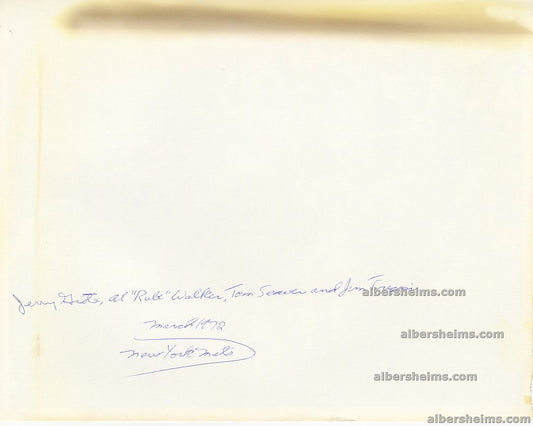 Jerry Grote, Al "Rube" Walker, Tom Seaver and Jim Fregosi
albersheims.com
March 1972
albersheims.com
New York Mets
albersheims.com
albersheims.com